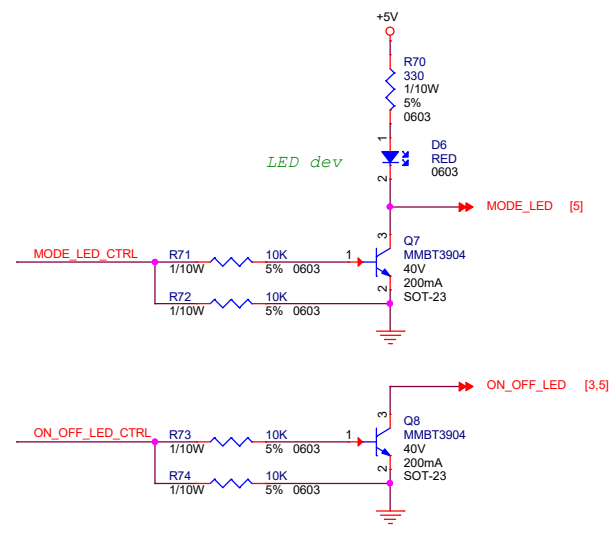 +5V
R70
330
1/10W
5%
0603
1
D6
RED
0603
LED dev
2
MODE_LED [5]
3
Q7
MMBT3904
40V
200mA
SOT-23
MODE_LED_CTRL
R71 10K 1
1/10W 5% 0603
2
R72 10K
1/10W 5% 0603
ON_OFF_LED [3,5]
3
Q8
MMBT3904
40V
200mA
SOT-23
ON_OFF_LED_CTRL
R73 10K 1
1/10W 5% 0603
2
R74 10K
1/10W 5% 0603